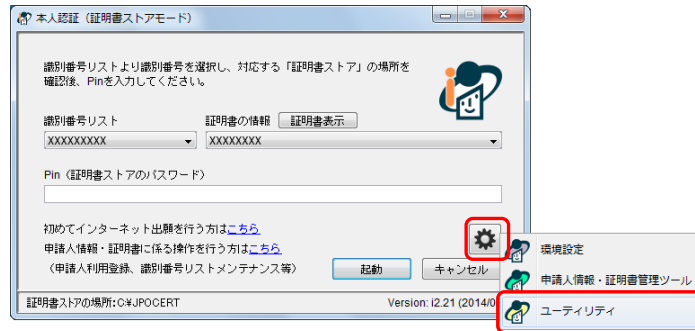 本人認証（証明書ストアモード）
識別番号リストより識別番号を選択し、対応する「証明書ストア」の場所を
確認後、Pinを入力してください。
識別番号リスト 証明書の情報 証明書表示
XXXXXXXXX XXXXXXXX
Pin（証明書ストアのパスワード）
初めてインターネット出願を行う方はこちら
申請人情報・証明書に係る操作を行う方はこちら
（申請人利用登録、識別番号リストメンテナンス等） 起動 キャンセル
証明書ストアの場所:C:¥JPOCERT Version: i2.21 (2014/0
環境設定
申請人情報・証明書管理ツール
ユーティリティ